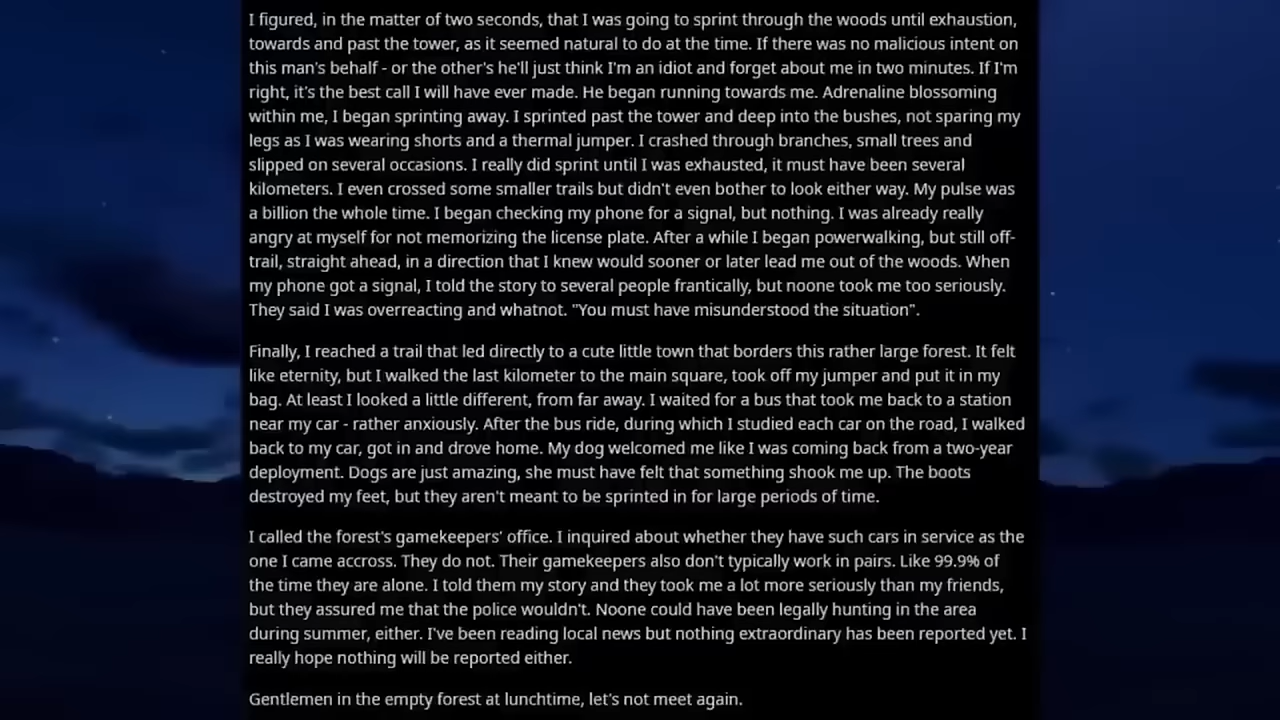 I figured, in the matter of two seconds, that I was going to sprint through the woods until exhaustion,
towards and past the tower, as it seemed natural to do at the time. If there was no malicious intent on
this man's behalf - or the other's he'll just think I'm an idiot and forget about me in two minutes. If I'm
right, it's the best call I will have ever made. He began running towards me. Adrenaline blossoming
within me, I began sprinting away. I sprinted past the tower and deep into the bushes, not sparing my
legs as I was wearing shorts and a thermal jumper. I crashed through branches, small trees and
slipped on several occasions. I really did sprint until I was exhausted, it must have been several
kilometers. I even crossed some smaller trails but didn't even bother to look either way. My pulse was
a billion the whole time. I began checking my phone for a signal, but nothing. I was already really
angry at myself for not memorizing the license plate. After a while I began powerwalking, but still off-
trail, straight ahead, in a direction that I knew would sooner or later lead me out of the woods. When
my phone got a signal, I told the story to several people frantically, but noone took me too seriously.
They said I was overreacting and whatnot. "You must have misunderstood the situation".
Finally, I reached a trail that led directly to a cute little town that borders this rather large forest. It felt
like eternity, but I walked the last kilometer to the main square, took off my jumper and put it in my
bag. At least I looked a little different, from far away. I waited for a bus that took me back to a station
near my car - rather anxiously. After the bus ride, during which I studied each car on the road, I walked
back to my car, got in and drove home. My dog welcomed me like I was coming back from a two-year
deployment. Dogs are just amazing, she must have felt that something shook me up. The boots
destroyed my feet, but they aren't meant to be sprinted in for large periods of time.
I called the forest's gamekeepers' office. I inquired about whether they have such cars in service as the
one I came accross. They do not. Their gamekeepers also don't typically work in pairs. Like 99.9% of
the time they are alone. I told them my story and they took me a lot more seriously than my friends,
but they assured me that the police wouldn't. Noone could have been legally hunting in the area
during summer, either. I've been reading local news but nothing extraordinary has been reported yet. I
really hope nothing will be reported either.
Gentlemen in the empty forest at lunchtime, let's not meet again.